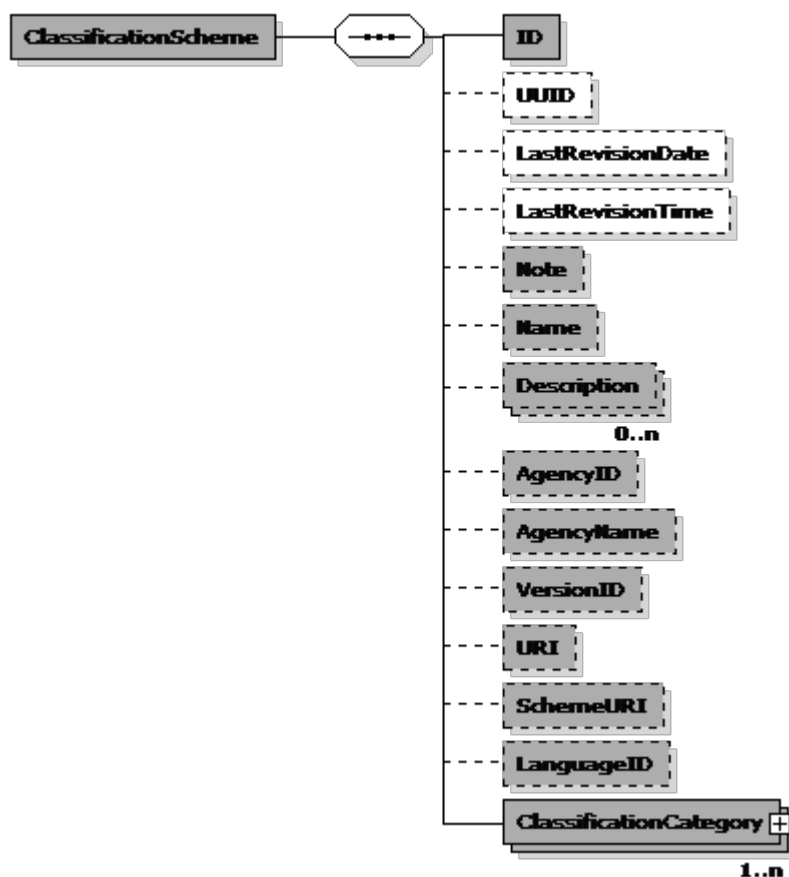 ClassificationScheme
ID
UUID
LastRevisionDate
LastRevisionTime
Note
Name
Description
0..n
AgencyID
AgencyName
VersionID
URI
SchemeURI
LanguageID
ClassificationCategory
1..n